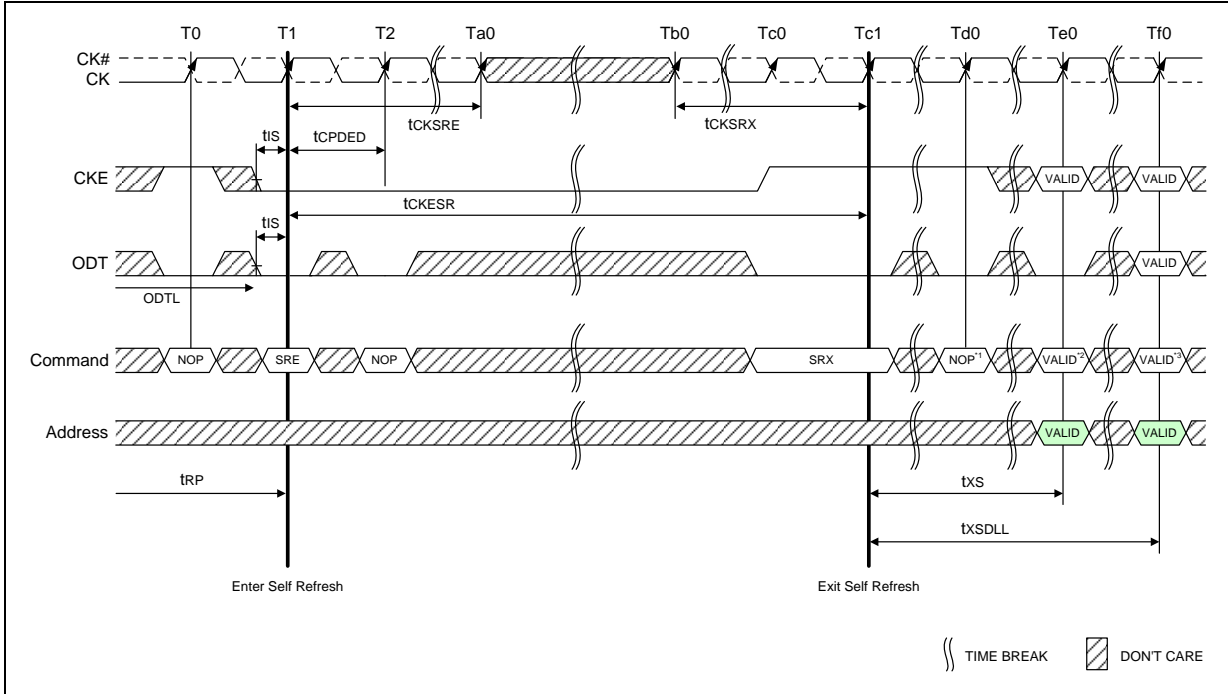 T0 T1 T2 Ta0 Tb0 Tc0 Tc1 Td0 Te0 Tf0
CK#
CK
tCKSRE tCKSRX
tIS tCPDED
CKE VALID VALID
tCKESR
tIS
ODT VALID
ODTL
Command NOP SRE NOP SRX NOP*1 VALID*2 VALID*3
Address VALID VALID
tRP tXS
tXSDLL
Enter Self Refresh Exit Self Refresh
TIME BREAK DON'T CARE